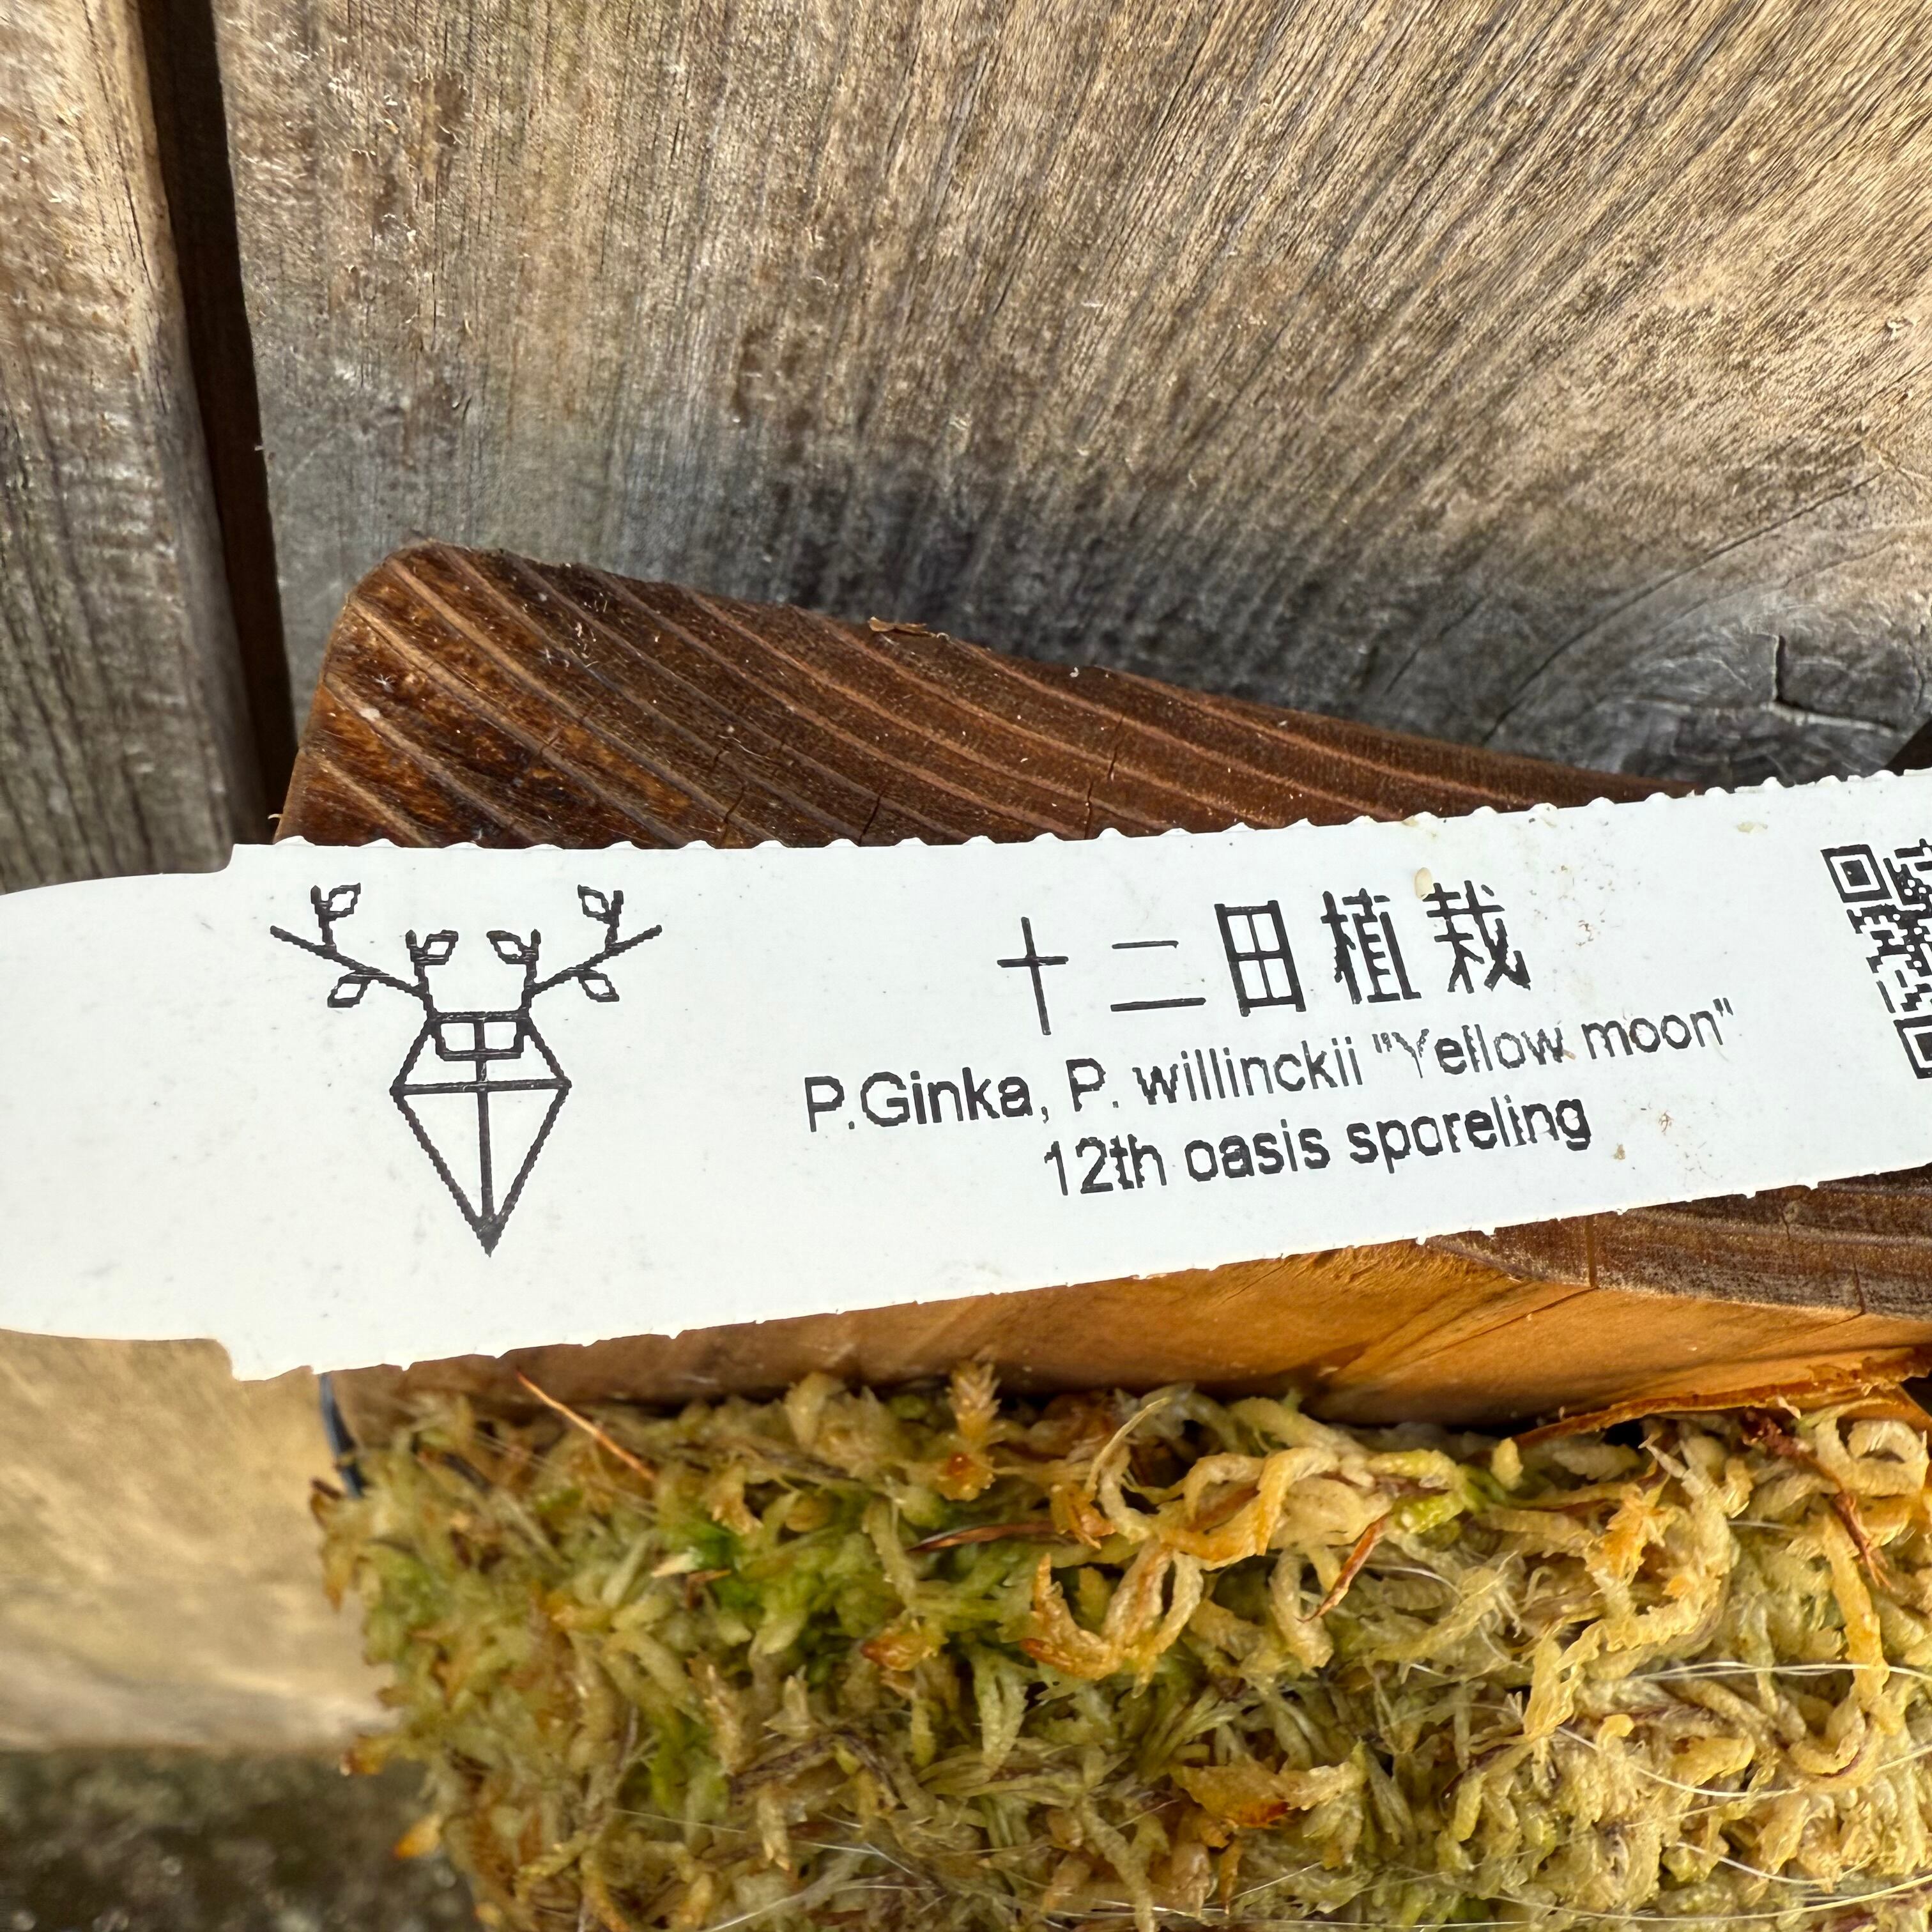 十二田植栽
P.Ginka, P. willinckii "Yellow moon"
12th oasis sporeling